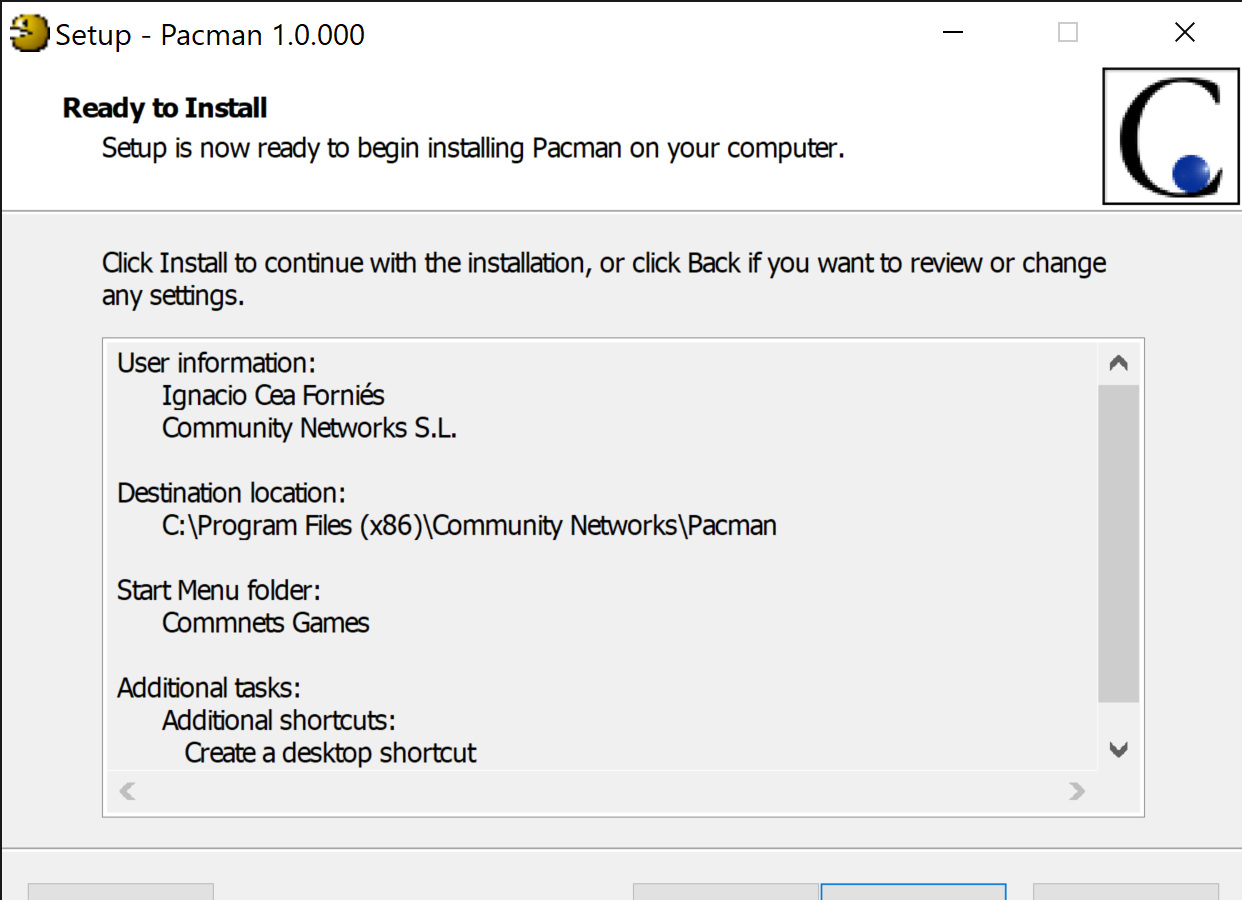 Setup - Pacman 1.0.000
Ready to Install
Setup is now ready to begin installing Pacman on your computer.
Click Install to continue with the installation, or click Back if you want to review or change
any settings.
User information:
Ignacio Cea Forniés
Community Networks S.L.
Destination location:
C:\Program Files (x86)\Community Networks\Pacman
Start Menu folder:
Commnets Games
Additional tasks:
Additional shortcuts:
Create a desktop shortcut